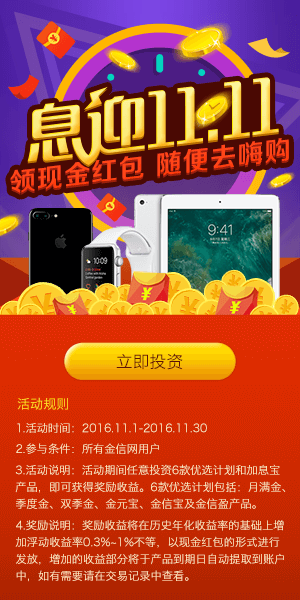 息迎11.11
领现金红包 随便去嗨购
9:41
立即投资
活动规则
1.活动时间：2016.11.1-2016.11.30
2.参与条件：所有金信网用户
3.活动说明：活动期间任意投资6款优选计划和加息宝
产品，即可获得奖励收益。6款优选计划包括：月满金、
季度金、双季金、金元宝、金信宝及金信盈产品。
4.奖励说明：奖励收益将在历史年化收益率的基础上增
加浮动收益率0.3%~1%不等，以现金红包的形式进行
发放，增加的收益部分将于产品到期日自动提取到账户
中，如有需要请在交易记录中查看。